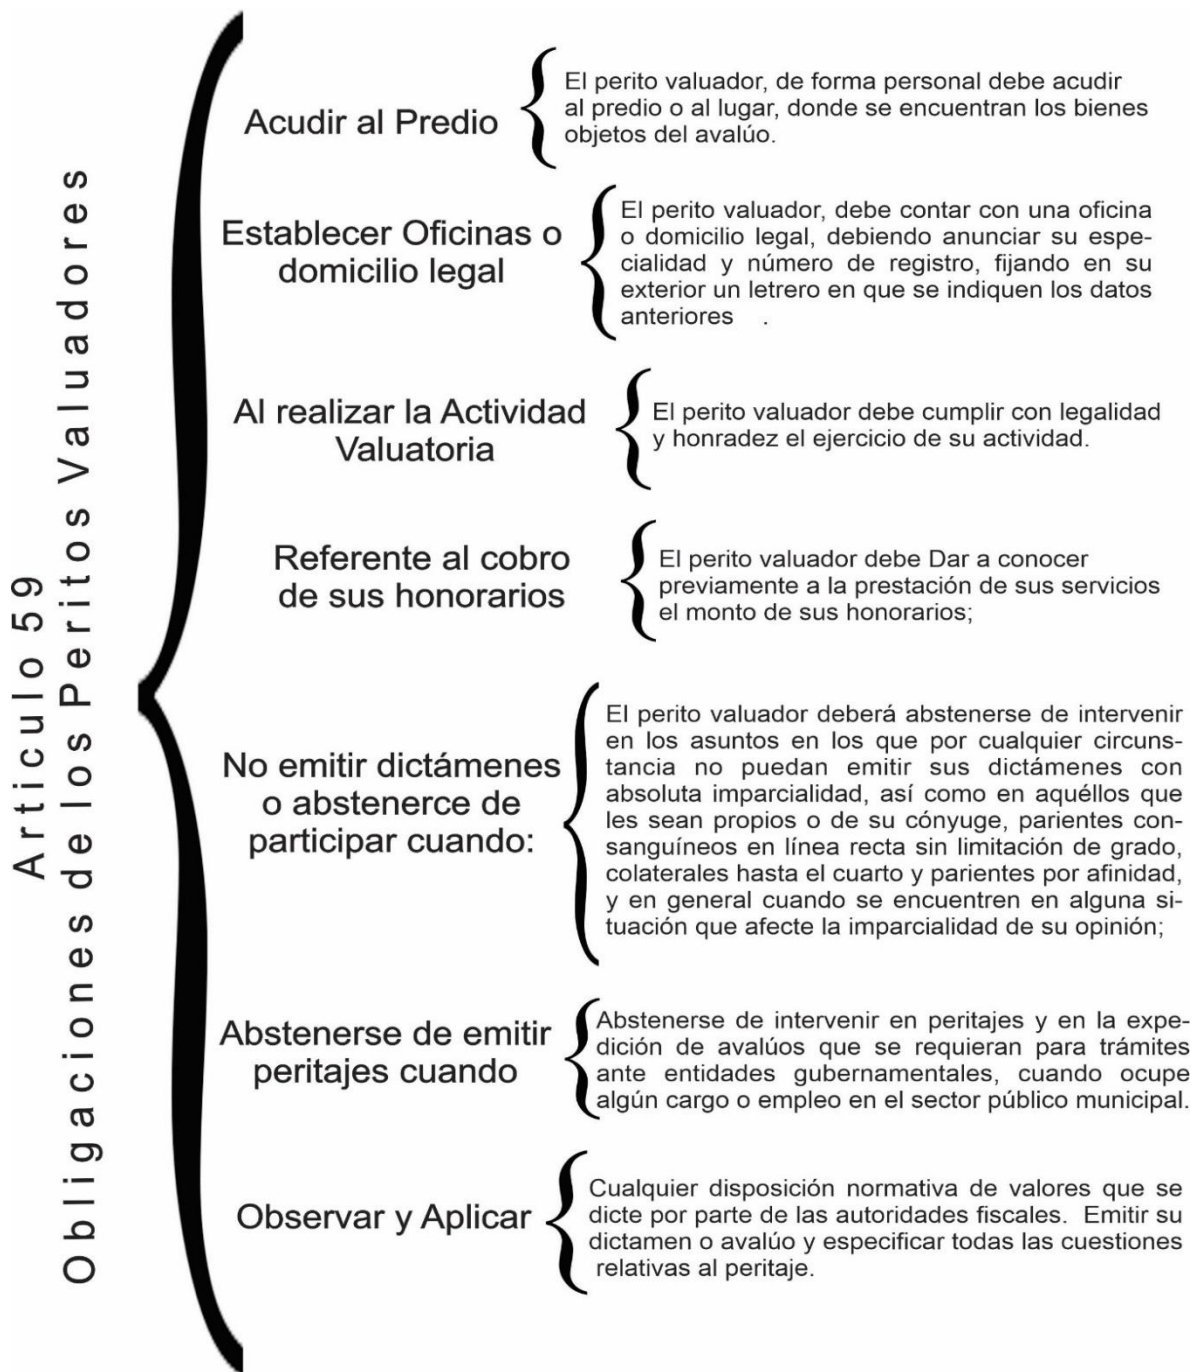 Articulo 59
Obligaciones de los Peritos Valuadores
Acudir al Predio
El perito valuador, de forma personal debe acudir
al predio o al lugar, donde se encuentran los bienes
objetos del avalúo.
Establecer Oficinas o
domicilio legal
El perito valuador, debe contar con una oficina
o domicilio legal, debiendo anunciar su espe-
cialidad y número de registro, fijando en su
exterior un letrero en que se indiquen los datos
anteriores .
Al realizar la Actividad
Valuatoria
El perito valuador debe cumplir con legalidad
y honradez el ejercicio de su actividad.
Referente al cobro
de sus honorarios
El perito valuador debe Dar a conocer
previamente a la prestación de sus servicios
el monto de sus honorarios;
No emitir dictámenes
o abstenerce de
participar cuando:
El perito valuador deberá abstenerse de intervenir
en los asuntos en los que por cualquier circuns-
tancia no puedan emitir sus dictámenes con
absoluta imparcialidad, así como en aquéllos que
les sean propios o de su cónyuge, parientes con-
sanguíneos en línea recta sin limitación de grado,
colaterales hasta el cuarto y parientes por afinidad,
y en general cuando se encuentren en alguna si-
tuación que afecte la imparcialidad de su opinión;
Abstenerse de emitir
peritajes cuando
Abstenerse de intervenir en peritajes y en la expe-
dición de avalúos que se requieran para trámites
ante entidades gubernamentales, cuando ocupe
algún cargo o empleo en el sector público municipal.
Observar y Aplicar
Cualquier disposición normativa de valores que se
dicte por parte de las autoridades fiscales. Emitir su
dictamen o avalúo y especificar todas las cuestiones
relativas al peritaje.